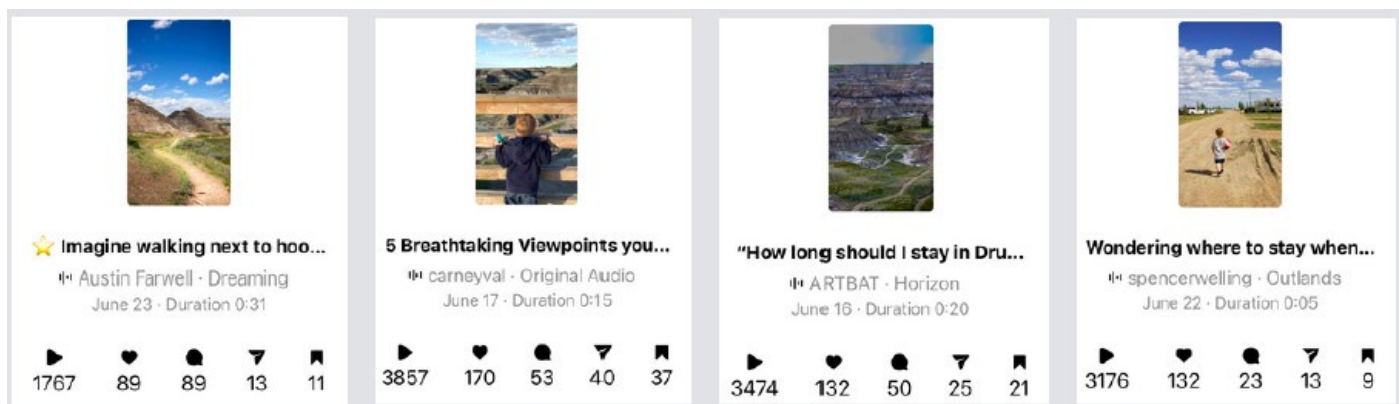 ⭐ Imagine walking next to hoo...
Austin Farwell · Dreaming
June 23 · Duration 0:31
1767 89 89 13 11
5 Breathtaking Viewpoints you...
carneyval · Original Audio
June 17 · Duration 0:15
3857 170 53 40 37
“How long should I stay in Dru...
ARTBAT · Horizon
June 16 · Duration 0:20
3474 132 50 25 21
Wondering where to stay when...
spencerwelling · Outlands
June 22 · Duration 0:05
3176 132 23 13 9